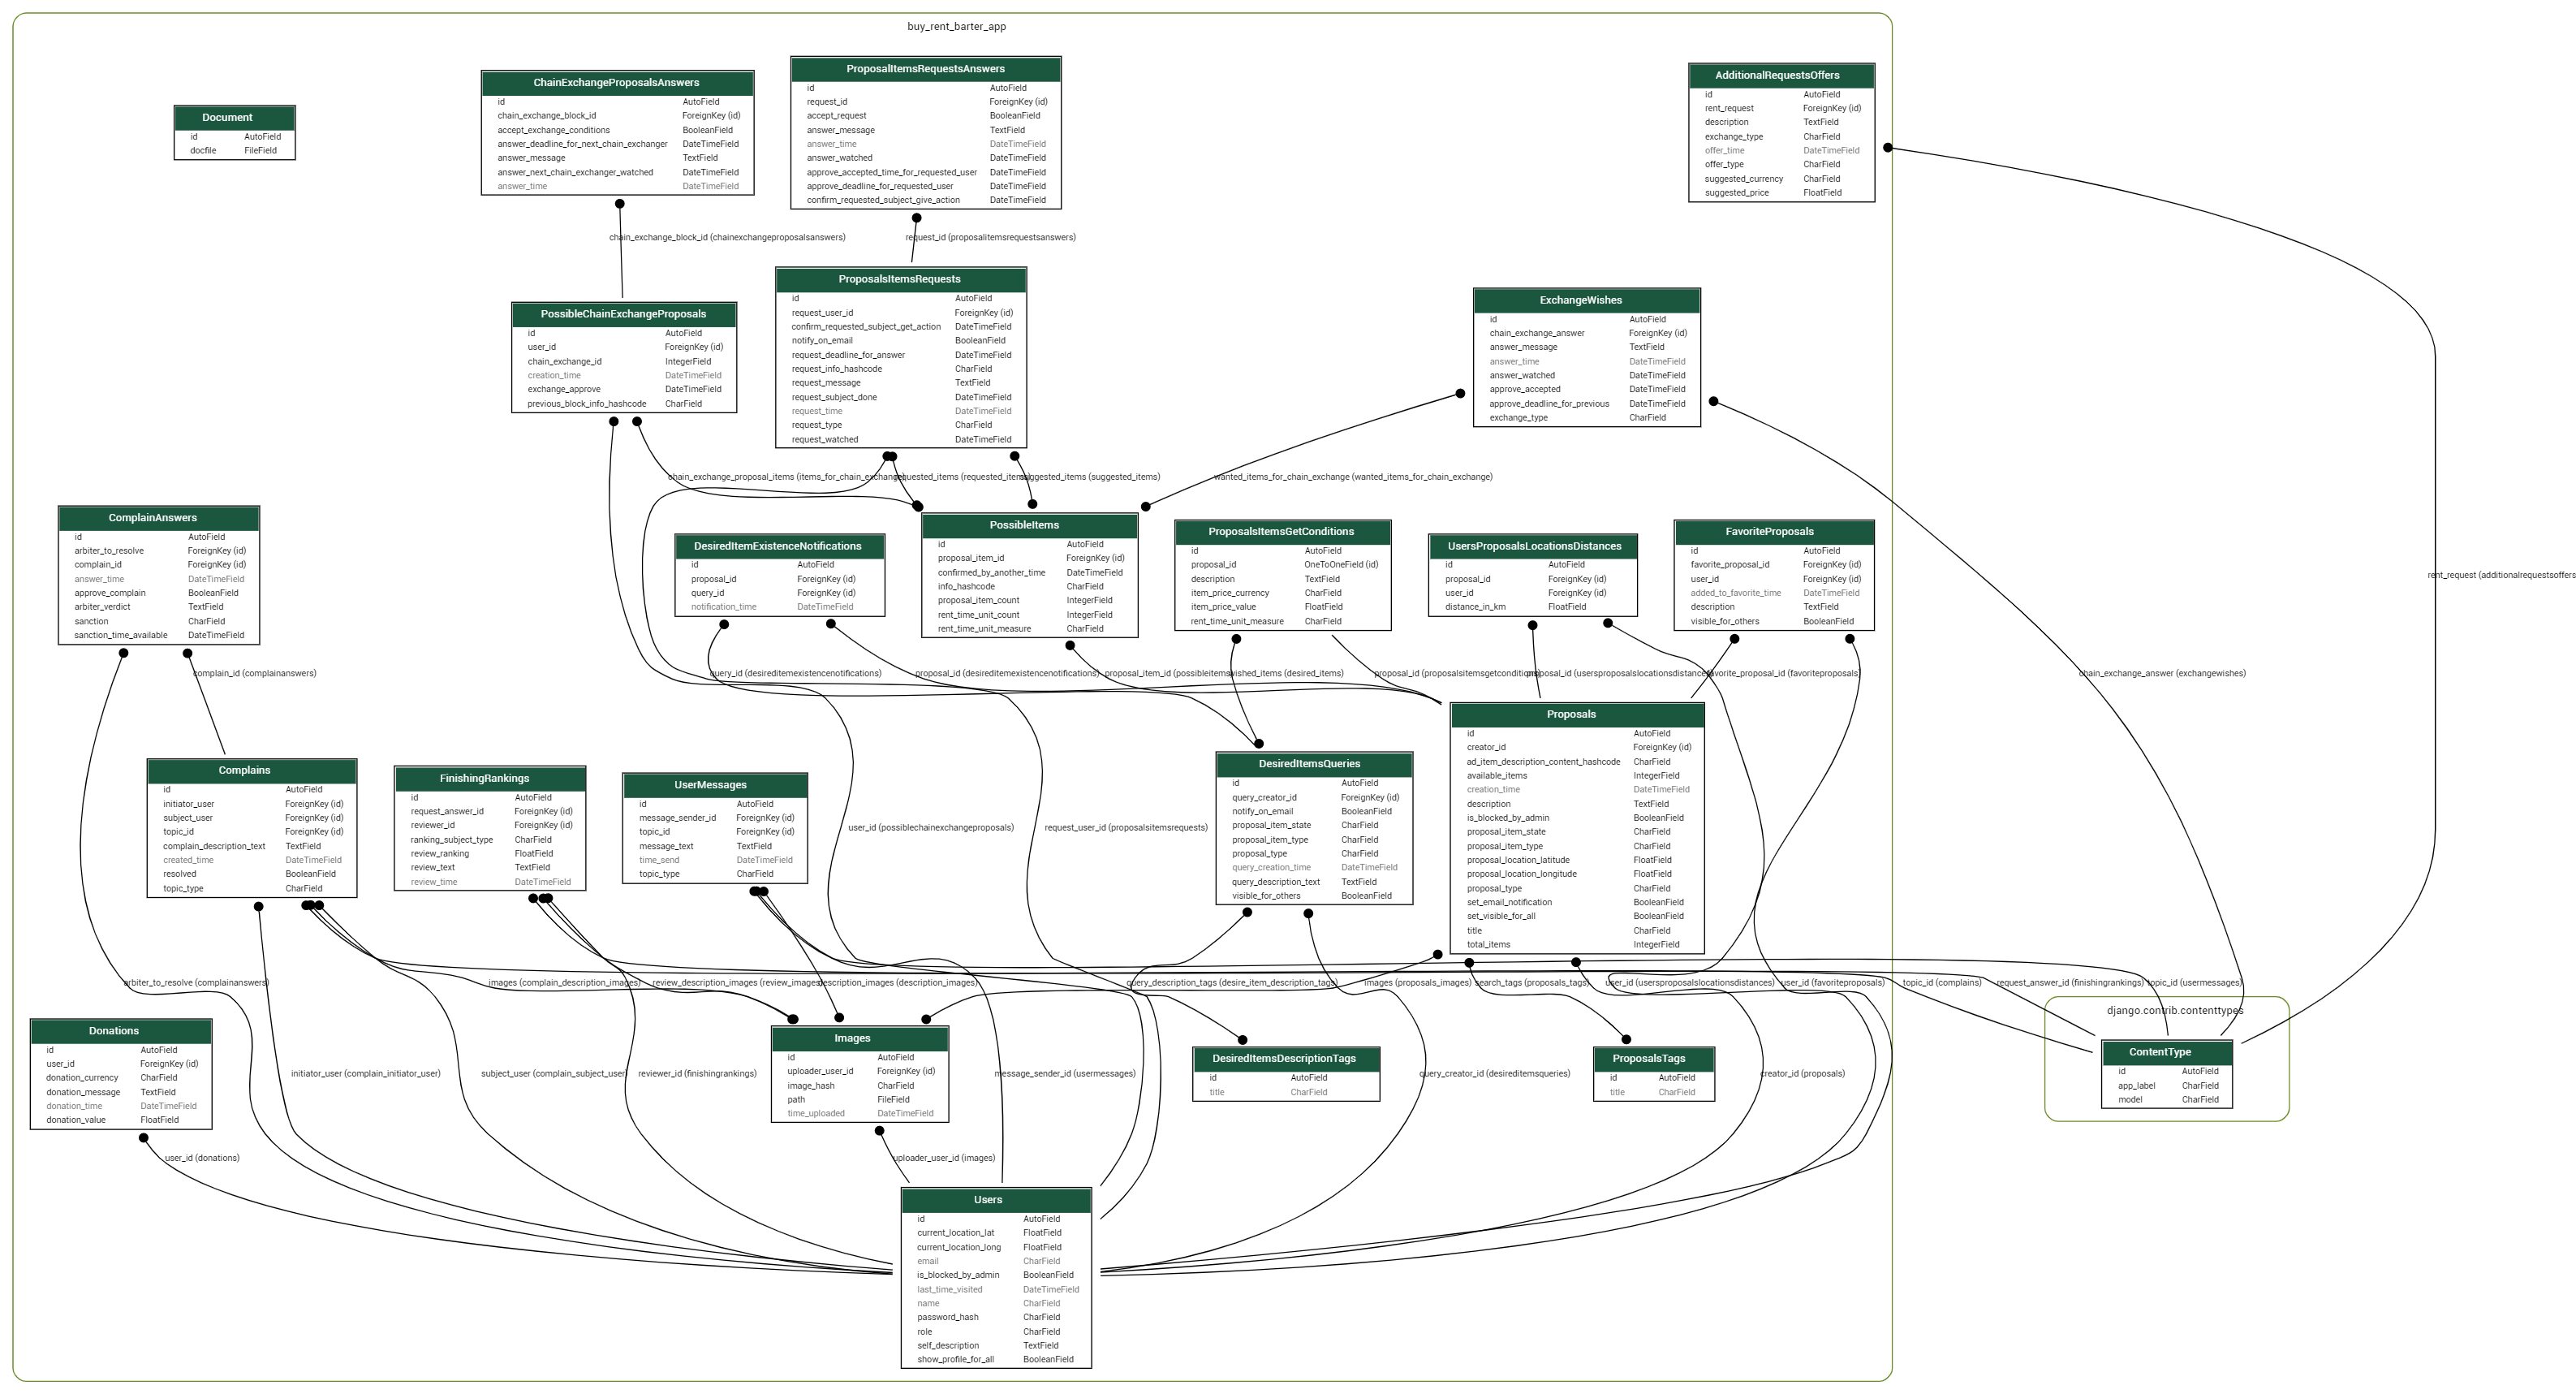 buy_rent_barter_app
Document
id AutoField
docfile FileField
ChainExchangeProposalsAnswers
id AutoField
chain_exchange_block_id ForeignKey (id)
accept_exchange_conditions BooleanField
answer_deadline_for_next_chain_exchanger DateTimeField
answer_message TextField
answer_next_chain_exchanger_watched DateTimeField
answer_time DateTimeField
ProposalItemsRequestsAnswers
id AutoField
request_id ForeignKey (id)
accept_request BooleanField
answer_message TextField
answer_time DateTimeField
answer_watched DateTimeField
approve_accepted_time_for_requested_user DateTimeField
approve_deadline_for_requested_user DateTimeField
confirm_requested_subject_give_action DateTimeField
AdditionalRequestsOffers
id AutoField
rent_request ForeignKey (id)
description TextField
exchange_type CharField
offer_time DateTimeField
offer_type CharField
suggested_currency CharField
suggested_price FloatField
chain_exchange_block_id (chainexchangeproposalsanswers)
request_id (proposalitemsrequestsanswers)
PossibleChainExchangeProposals
id AutoField
user_id ForeignKey (id)
chain_exchange_id IntegerField
creation_time DateTimeField
exchange_approve DateTimeField
previous_block_info_hashcode CharField
ProposalsItemsRequests
id AutoField
request_user_id ForeignKey (id)
confirm_requested_subject_get_action DateTimeField
notify_on_email BooleanField
request_deadline_for_answer DateTimeField
request_info_hashcode CharField
request_message TextField
request_subject_done DateTimeField
request_time DateTimeField
request_type CharField
request_watched DateTimeField
ExchangeWishes
id AutoField
chain_exchange_answer ForeignKey (id)
answer_message TextField
answer_time DateTimeField
answer_watched DateTimeField
approve_accepted DateTimeField
approve_deadline_for_previous DateTimeField
exchange_type CharField
chain_exchange_proposal_items (items_for_chain_exchange)
requested_items (requested_items)
suggested_items (suggested_items)
wanted_items_for_chain_exchange (wanted_items_for_chain_exchange)
ComplainAnswers
id AutoField
arbiter_to_resolve ForeignKey (id)
complain_id ForeignKey (id)
answer_time DateTimeField
approve_complain BooleanField
arbiter_verdict TextField
sanction CharField
sanction_time_available DateTimeField
DesiredItemExistenceNotifications
id AutoField
proposal_id ForeignKey (id)
query_id ForeignKey (id)
notification_time DateTimeField
PossibleItems
id AutoField
proposal_item_id ForeignKey (id)
confirmed_by_another_time DateTimeField
info_hashcode CharField
proposal_item_count IntegerField
rent_time_unit_count IntegerField
rent_time_unit_measure CharField
ProposalsItemsGetConditions
id AutoField
proposal_id OneToOneField (id)
description TextField
item_price_currency CharField
item_price_value FloatField
rent_time_unit_measure CharField
UsersProposalsLocationsDistances
id AutoField
proposal_id ForeignKey (id)
user_id ForeignKey (id)
distance_in_km FloatField
FavoriteProposals
id AutoField
favorite_proposal_id ForeignKey (id)
user_id ForeignKey (id)
added_to_favorite_time DateTimeField
description TextField
visible_for_others BooleanField
rent_request (additionalrequestsoffers
complain_id (complainanswers)
query_id (desireditemexistencenotifications)
proposal_id (desireditemexistencenotifications)
proposal_item_id (possibleitems)
wished_items (desired_items)
proposal_id (proposalsitemsgetconditions)
proposal_id (usersproposalslocationsdistances)
favorite_proposal_id (favoriteproposals)
chain_exchange_answer (exchangewishes)
Complains
id AutoField
initiator_user ForeignKey (id)
subject_user ForeignKey (id)
topic_id ForeignKey (id)
complain_description_text TextField
created_time DateTimeField
resolved BooleanField
topic_type CharField
FinishingRankings
id AutoField
request_answer_id ForeignKey (id)
reviewer_id ForeignKey (id)
ranking_subject_type CharField
review_ranking FloatField
review_text TextField
review_time DateTimeField
UserMessages
id AutoField
message_sender_id ForeignKey (id)
topic_id ForeignKey (id)
message_text TextField
time_send DateTimeField
topic_type CharField
user_id (possiblechainexchangeproposals)
request_user_id (proposalsitemsrequests)
DesiredItemsQueries
id AutoField
query_creator_id ForeignKey (id)
notify_on_email BooleanField
proposal_item_state CharField
proposal_item_type CharField
proposal_type CharField
query_creation_time DateTimeField
query_description_text TextField
visible_for_others BooleanField
Proposals
id AutoField
creator_id ForeignKey (id)
ad_item_description_content_hashcode CharField
available_items IntegerField
creation_time DateTimeField
description TextField
is_blocked_by_admin BooleanField
proposal_item_state CharField
proposal_item_type CharField
proposal_location_latitude FloatField
proposal_location_longitude FloatField
proposal_type CharField
set_email_notification BooleanField
set_visible_for_all BooleanField
title CharField
total_items IntegerField
arbiter_to_resolve (complainanswers)
images (complain_description_images)
review_description_images (review_images)
description_images (description_images)
query_description_tags (desire_item_description_tags)
images (proposals_images)
search_tags (proposals_tags)
user_id (usersproposalslocationsdistances)
user_id (favoriteproposals)
topic_id (complains)
request_answer_id (finishingrankings)
topic_id (usermessages)
django.contrib.contenttypes
Donations
id AutoField
user_id ForeignKey (id)
donation_currency CharField
donation_message TextField
donation_time DateTimeField
donation_value FloatField
initiator_user (complain_initiator_user)
subject_user (complain_subject_user)
reviewer_id (finishingrankings)
Images
id AutoField
uploader_user_id ForeignKey (id)
image_hash CharField
path FileField
time_uploaded DateTimeField
message_sender_id (usermessages)
DesiredItemsDescriptionTags
id AutoField
title CharField
query_creator_id (desireditemsqueries)
ProposalsTags
id AutoField
title CharField
creator_id (proposals)
ContentType
id AutoField
app_label CharField
model CharField
user_id (donations)
uploader_user_id (images)
Users
id AutoField
current_location_lat FloatField
current_location_long FloatField
email CharField
is_blocked_by_admin BooleanField
last_time_visited DateTimeField
name CharField
password_hash CharField
role CharField
self_description TextField
show_profile_for_all BooleanField